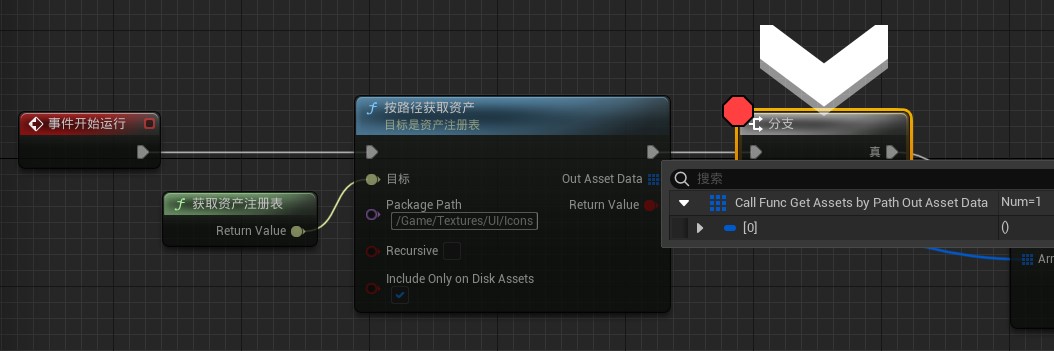 事件开始运行
获取资产注册表
Return Value
按路径获取资产
目标是资产注册表
目标
Package Path
/Game/Textures/UI/Icons
Recursive
Include Only on Disk Assets
Out Asset Data
Return Value
分支
真
搜索
Call Func Get Assets by Path Out Asset Data Num=1
[0] ()
Arr